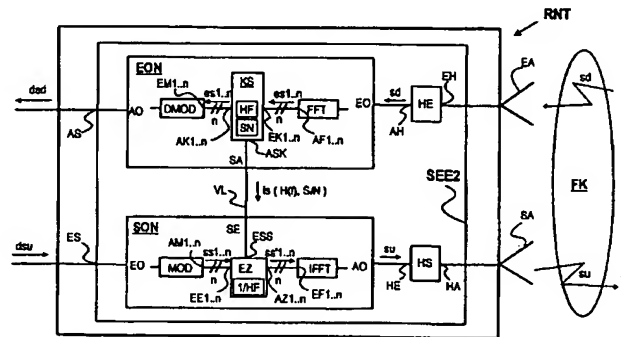 RNT
EON
EM1..n
es1..n
KS
es1..n
DMOD
HF
SN
FFT
n
n
AO
EO
sd
HE
EH
AH
EA
sd
dad
AS
AK1..n
EK1..n
AF1..n
SA
ASK
VL
Is ( H(f), S/N)
SEE2
FK
SON
SE
ESS
dsu
ES
AM1..n
ss1..n
ss'1..n
EO
MOD
EZ
1/HF
IFFT
AO
n
n
su
HS
SA
EE1..n
AZ1..n
EF1..n
HE
HA
su